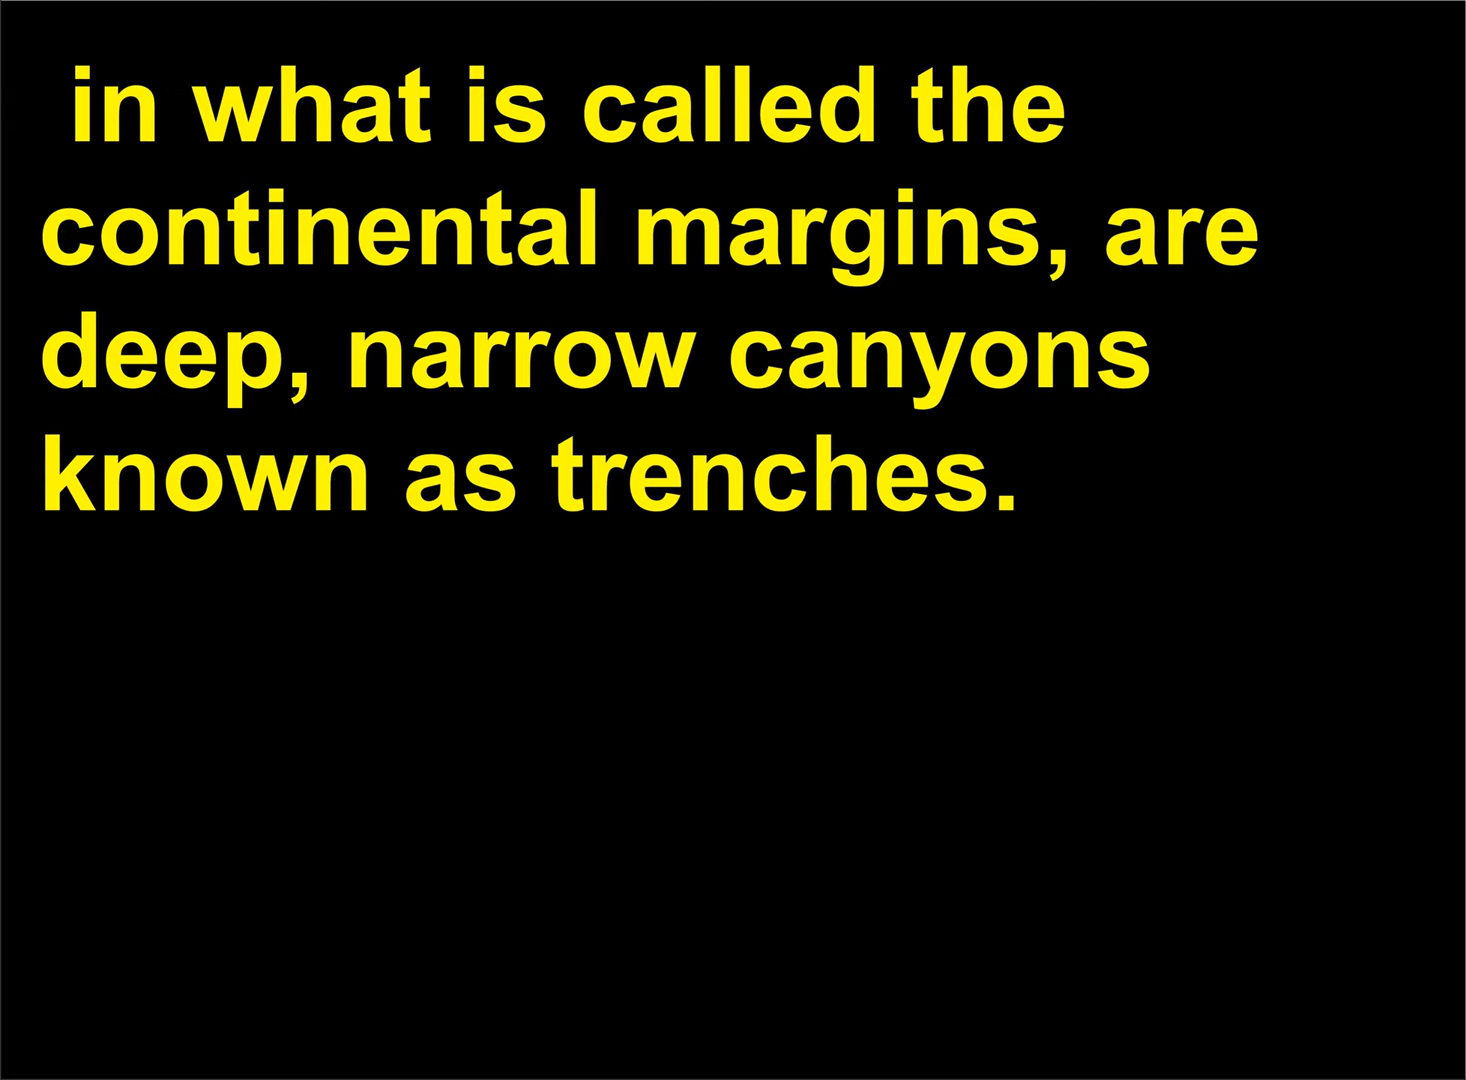 in what is called the
continental margins, are
deep, narrow canyons
known as trenches.